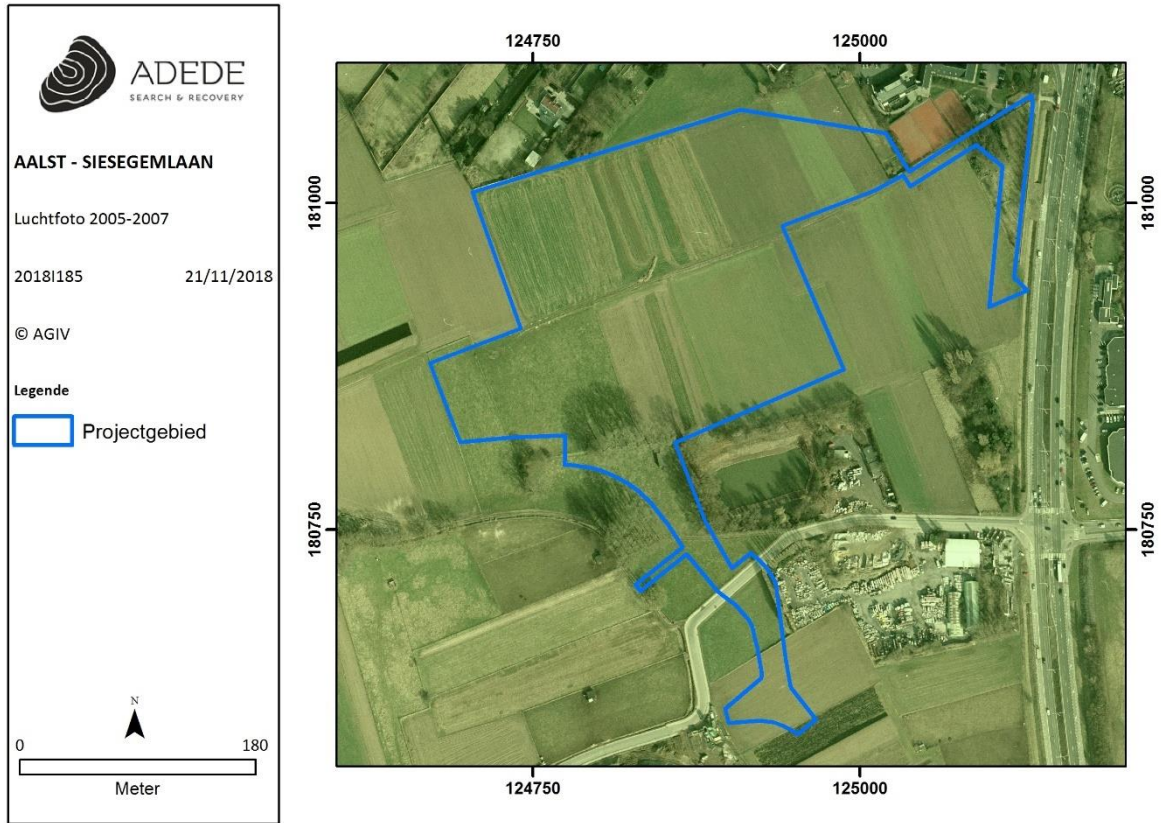 ADEDE
SEARCH & RECOVERY
AALST - SIESEGEMLAAN
Luchtfoto 2005-2007
2018I185 21/11/2018
© AGIV
Legende
Projectgebied
N
0 180
Meter
124750 125000
181000 181000
180750 180750
124750 125000